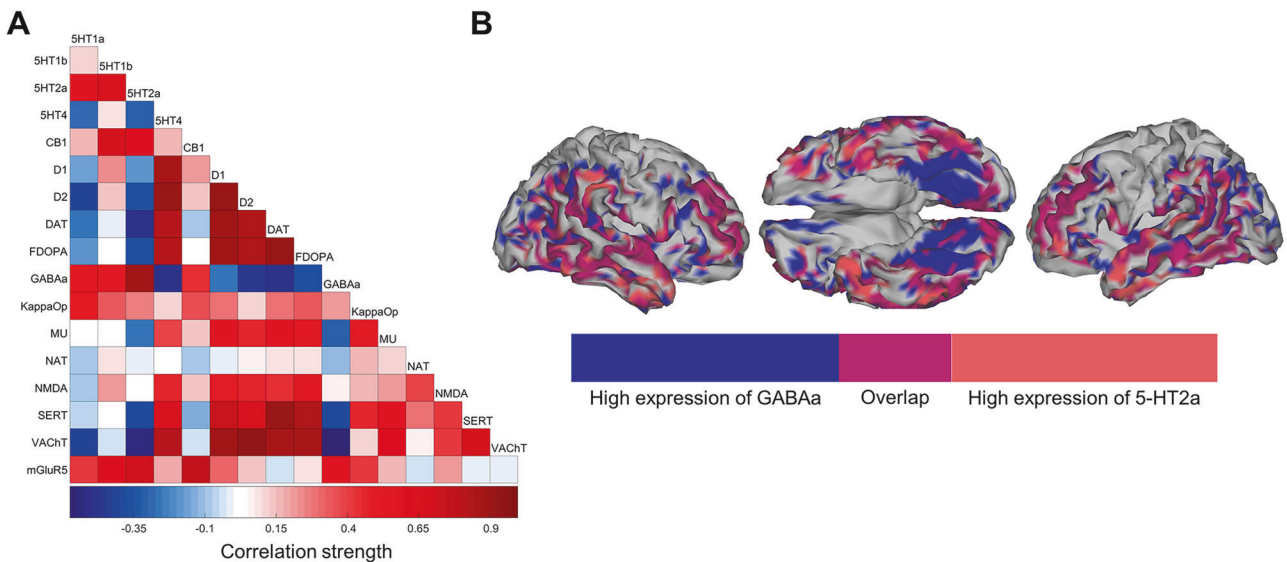 A
B
5HT1a
5HT1b
5HT1b
5HT2a
5HT2a
5HT4
5HT4
CB1
CB1
D1
D1
D2
D2
DAT
DAT
FDOPA
FDOPA
GABAa
GABAa
KappaOp
KappaOp
MU
MU
NAT
NAT
NMDA
NMDA
SERT
SERT
VAChT
VAChT
mGluR5
-0.35 -0.1 0.15 0.4 0.65 0.9
Correlation strength
High expression of GABAa Overlap High expression of 5-HT2a